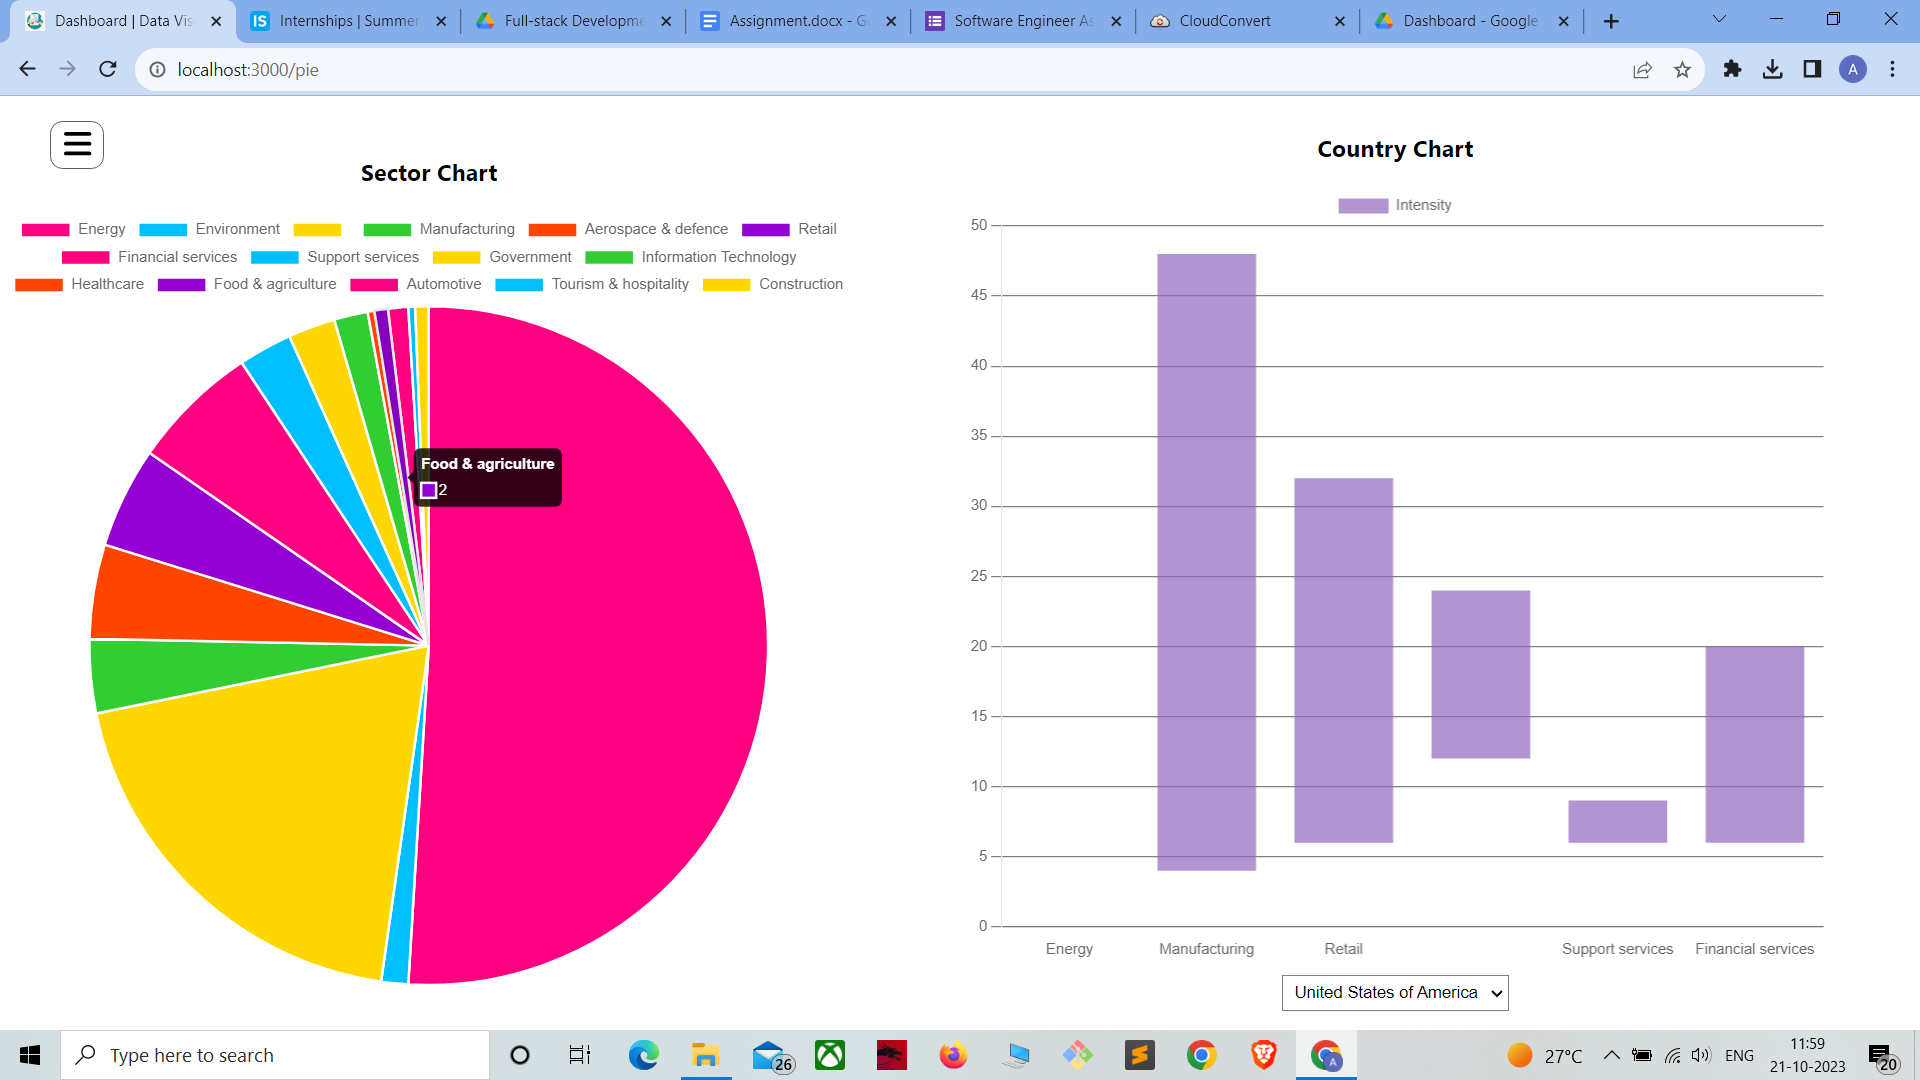 Dashboard | Data Vis
Internships | Summer
Full-stack Developme
Assignment.docx - G
Software Engineer As
CloudConvert
Dashboard - Google
localhost:3000/pie
A
Sector Chart
Energy Environment Manufacturing Aerospace & defence Retail
Financial services Support services Government Information Technology
Healthcare Food & agriculture Automotive Tourism & hospitality Construction
Food & agriculture
2
Country Chart
Intensity
50
45
40
35
30
25
20
15
10
5
0
Energy Manufacturing Retail Support services Financial services
United States of America
Type here to search
26
A
27°C
ENG
11:59
21-10-2023
20